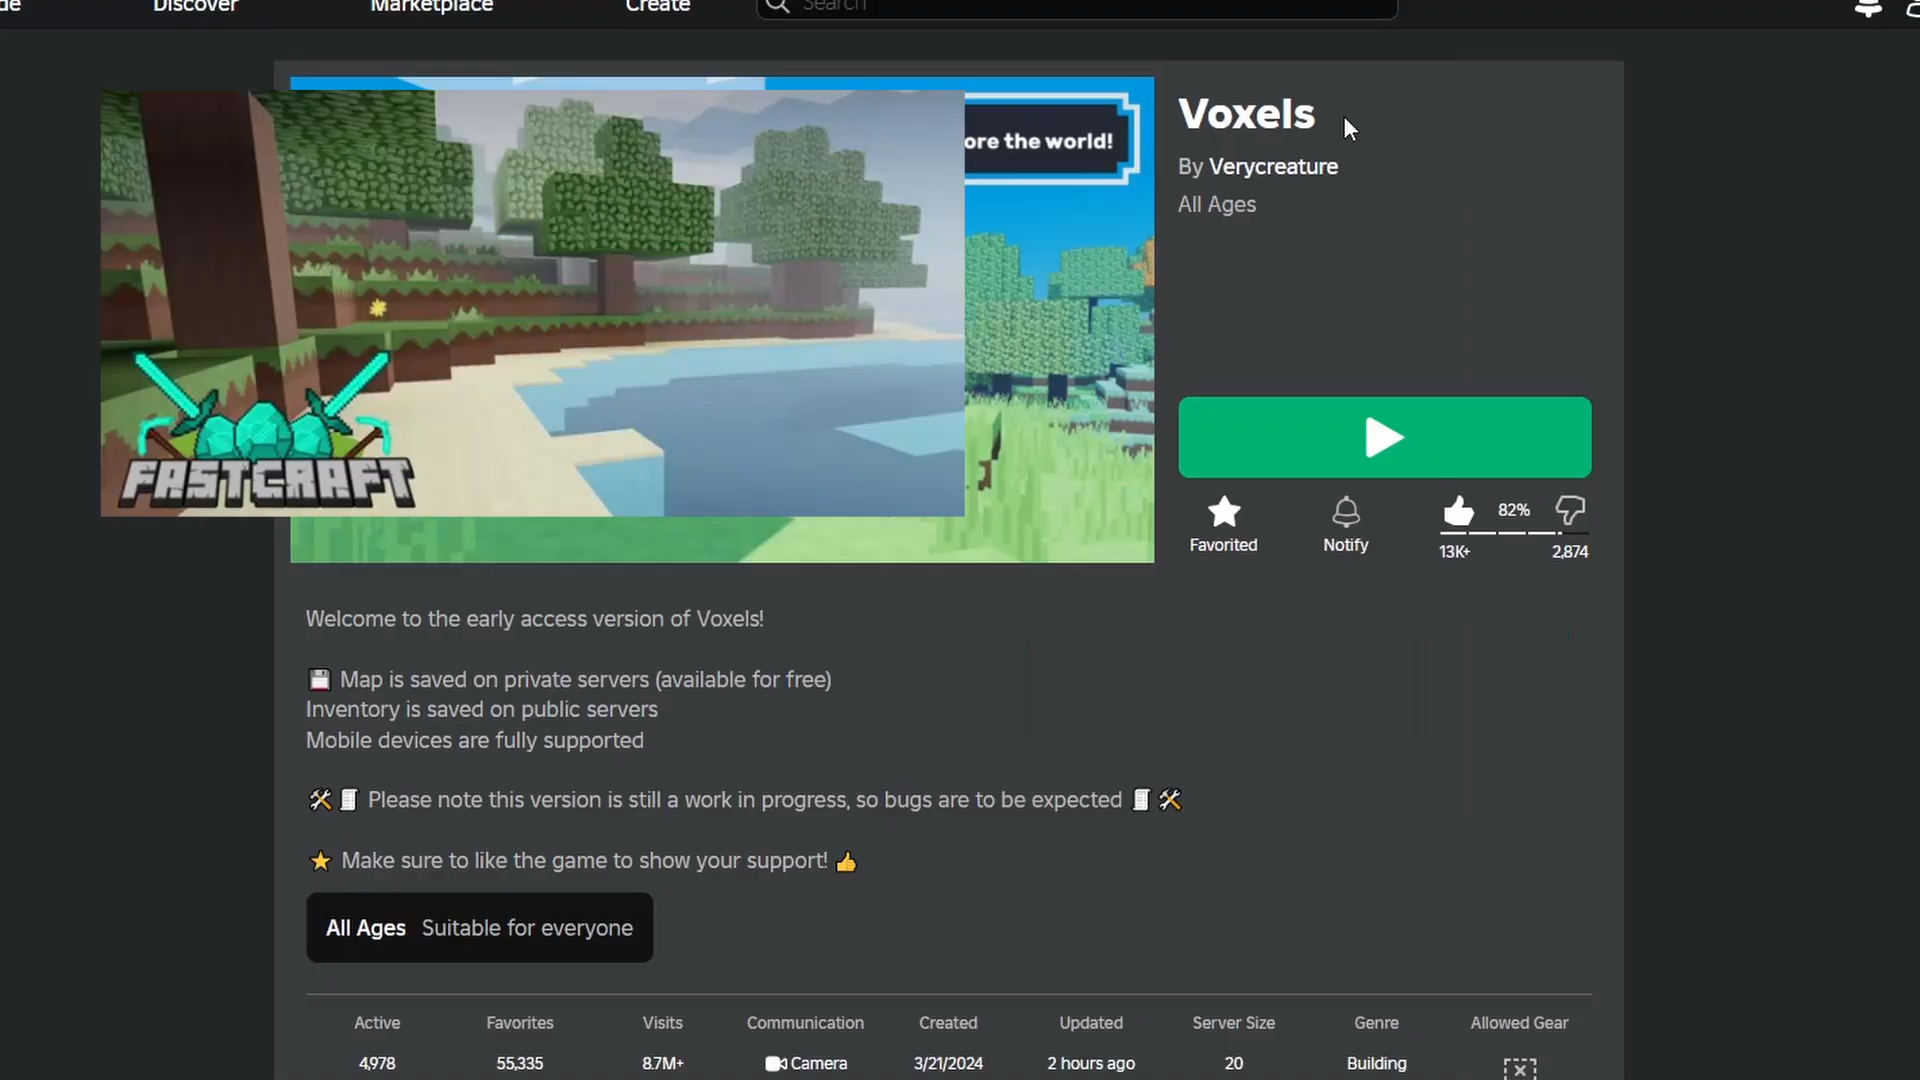 de
Discover
Marketplace
Create
Search
ore the world!
FASTCRAFT
Voxels
By Verycreature
All Ages
Favorited
Notify
82%
13K+
2,874
Welcome to the early access version of Voxels!
Map is saved on private servers (available for free)
Inventory is saved on public servers
Mobile devices are fully supported
Please note this version is still a work in progress, so bugs are to be expected
Make sure to like the game to show your support!
All Ages Suitable for everyone
Active Favorites Visits Communication Created Updated Server Size Genre Allowed Gear
4,978 55,335 8.7M+ Camera 3/21/2024 2 hours ago 20 Building